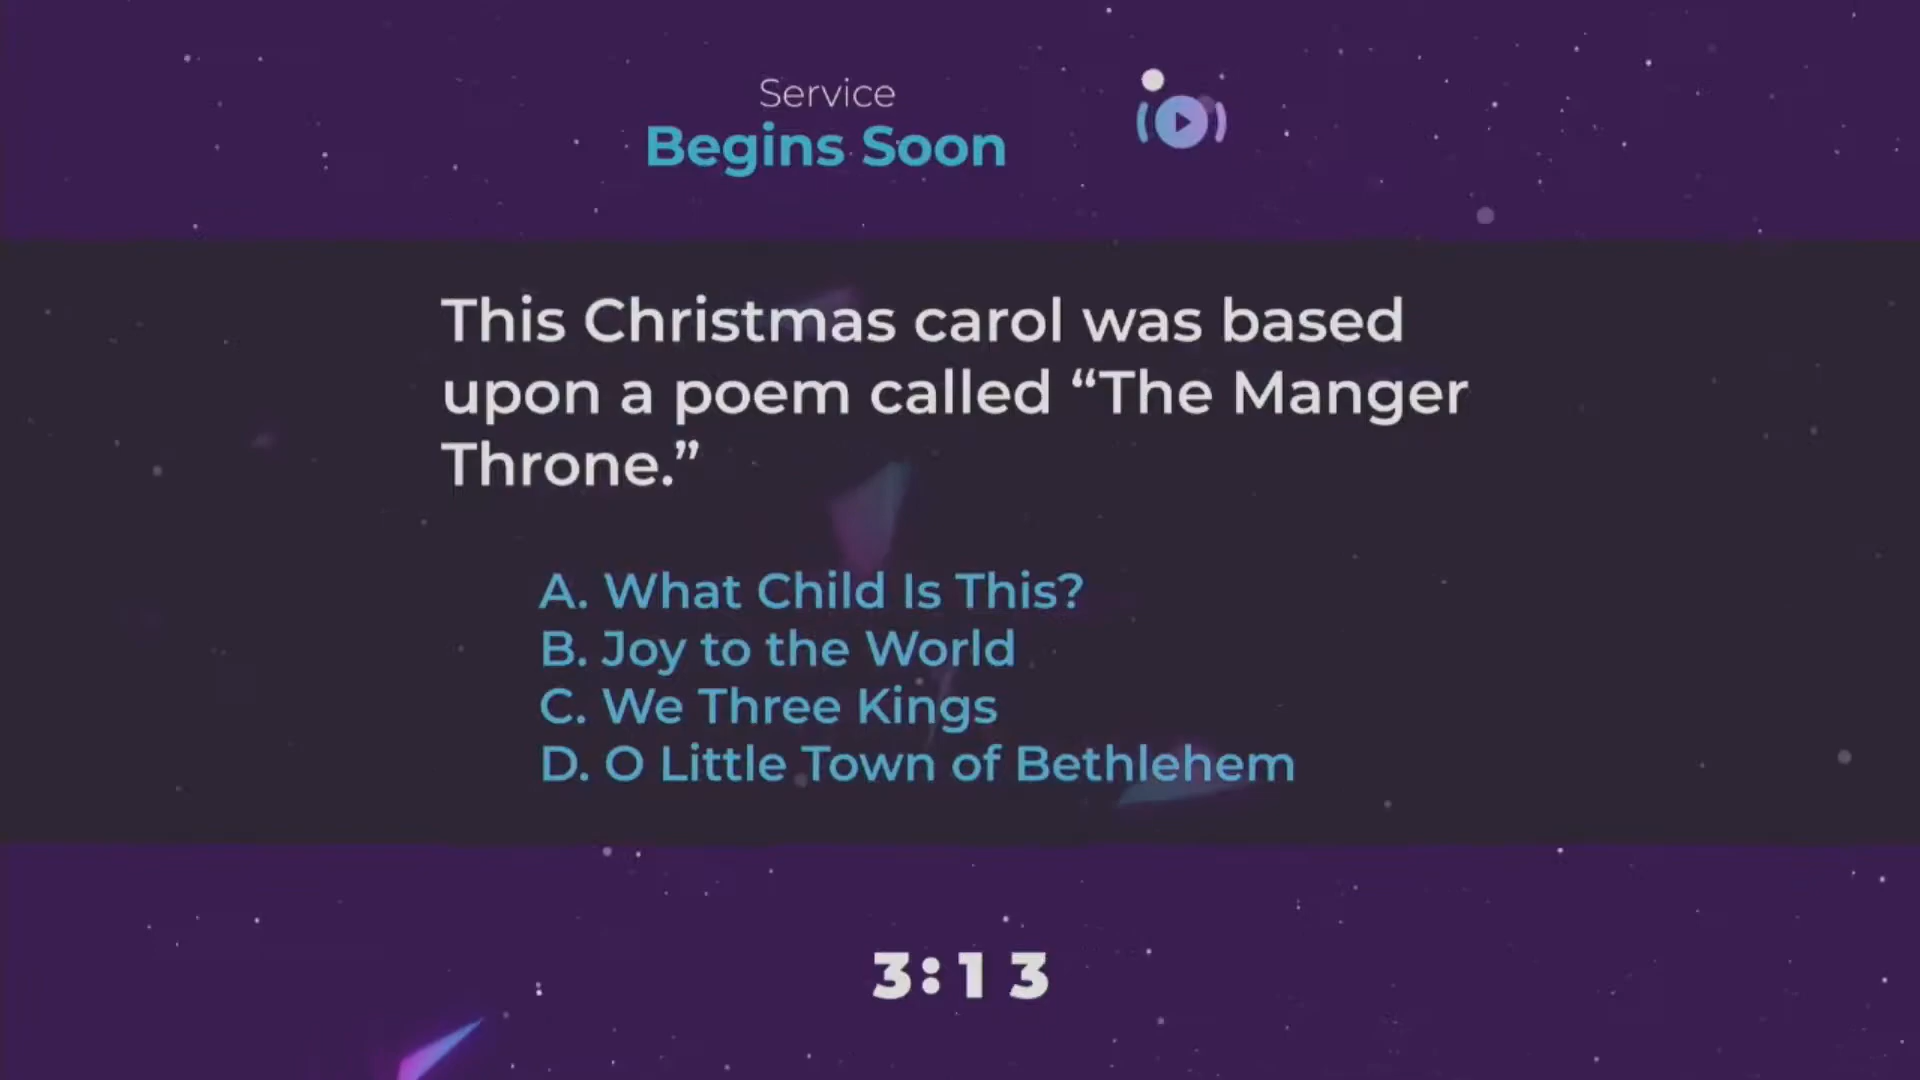 Service
Begins Soon
This Christmas carol was based
upon a poem called “The Manger
Throne.”
A. What Child Is This?
B. Joy to the World
C. We Three Kings
D. O Little Town of Bethlehem
3:13